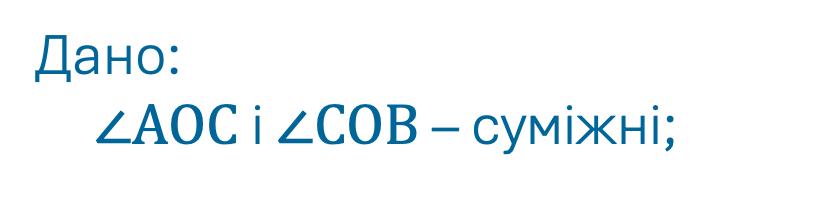 Дано:
∠AOC і ∠COB – суміжні;